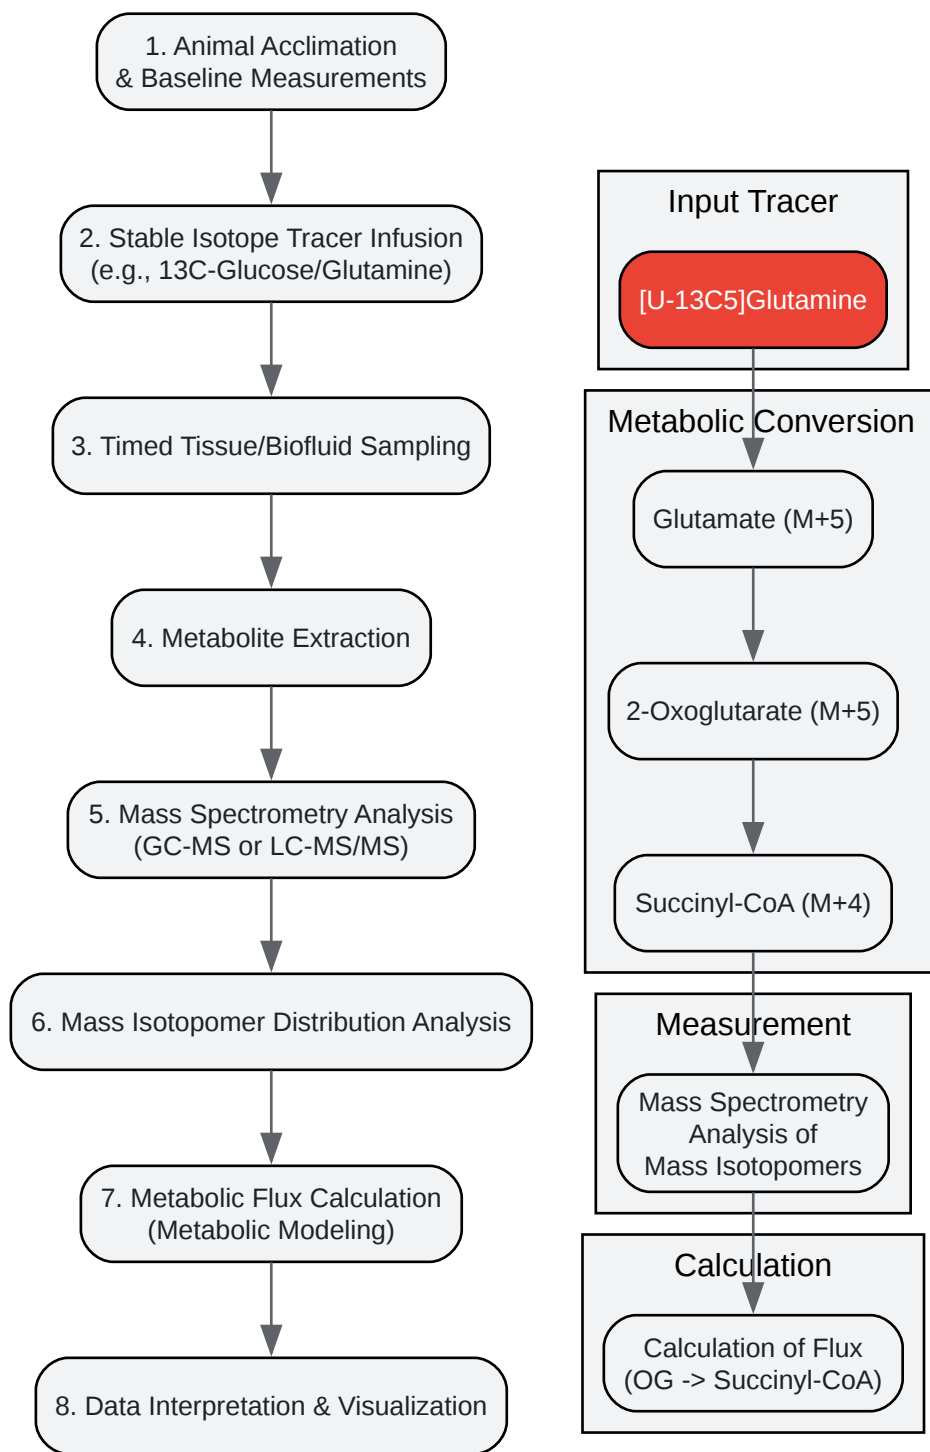 1. Animal Acclimation
& Baseline Measurements
2. Stable Isotope Tracer Infusion
(e.g., 13C-Glucose/Glutamine)
3. Timed Tissue/Biofluid Sampling
4. Metabolite Extraction
5. Mass Spectrometry Analysis
(GC-MS or LC-MS/MS)
6. Mass Isotopomer Distribution Analysis
7. Metabolic Flux Calculation
(Metabolic Modeling)
8. Data Interpretation & Visualization
Input Tracer
[U-13C5]Glutamine
Metabolic Conversion
Glutamate (M+5)
2-Oxoglutarate (M+5)
Succinyl-CoA (M+4)
Measurement
Mass Spectrometry
Analysis of
Mass Isotopomers
Calculation
Calculation of Flux
(OG -> Succinyl-CoA)